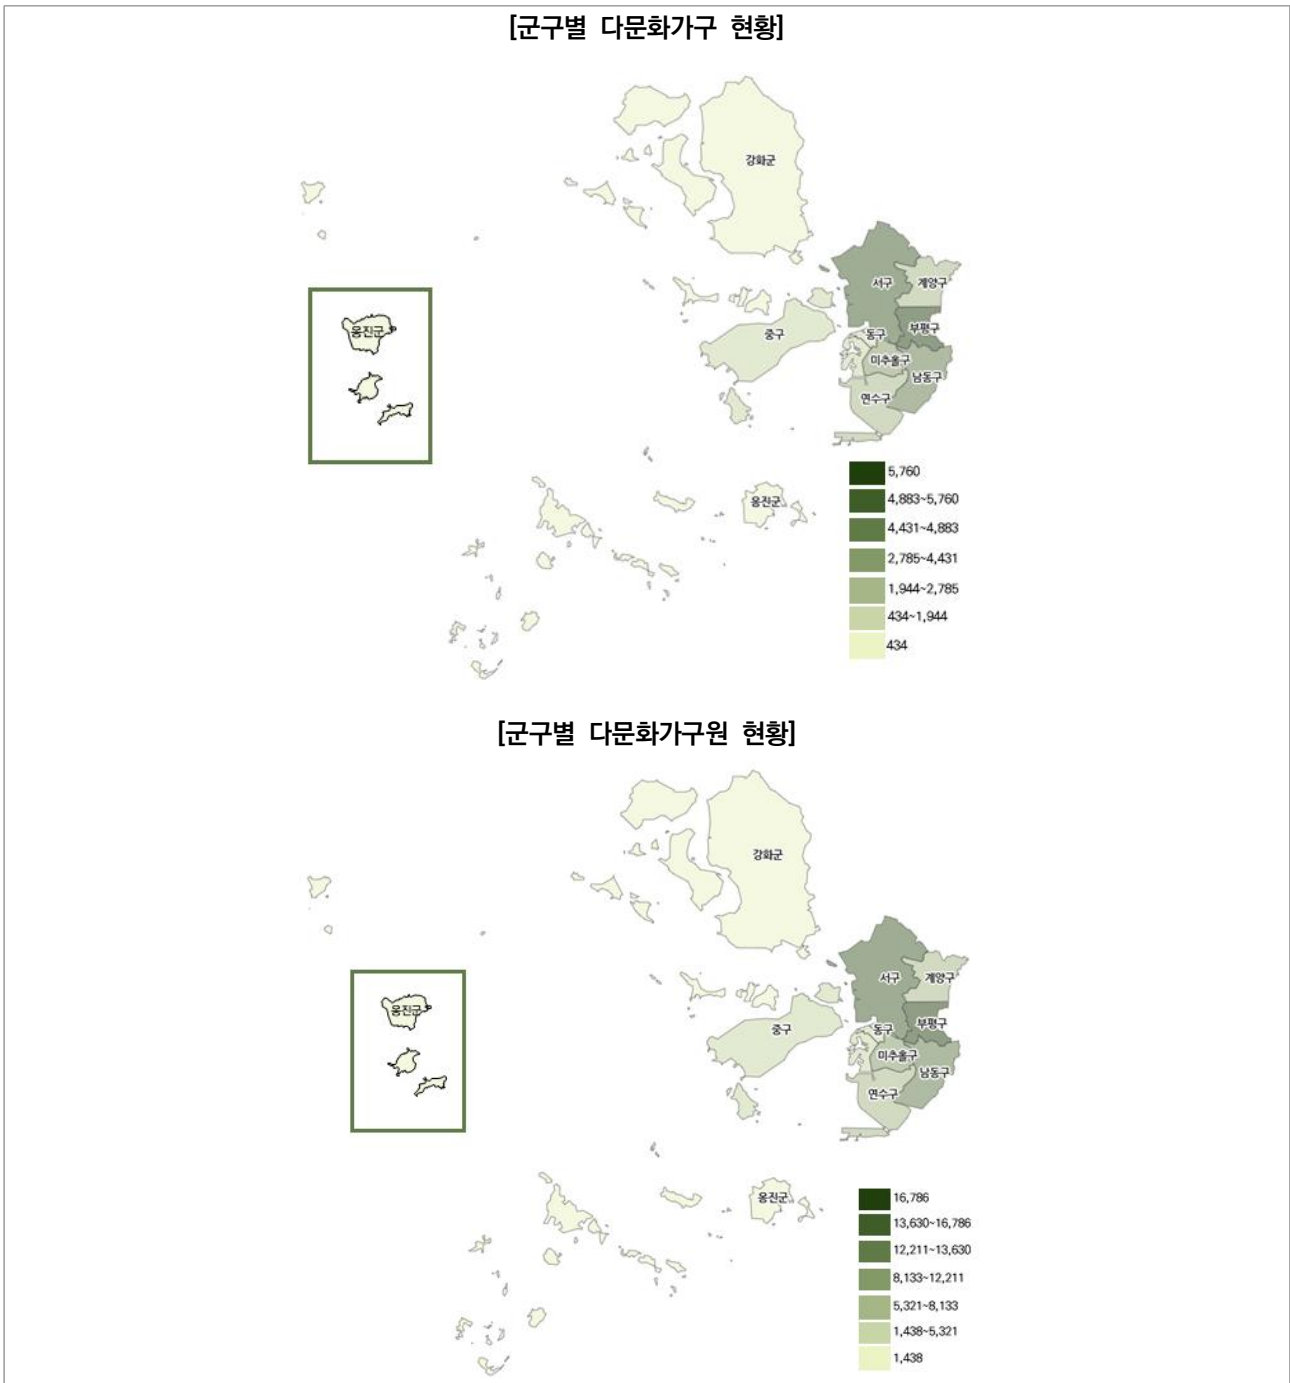 [군구별 다문화가구 현황]
강화군
서구
계양구
옹진군
중구
동구
부평구
미추홀구
남동구
연수구
옹진군
5,760
4,883~5,760
4,431~4,883
2,785~4,431
1,944~2,785
434~1,944
434
[군구별 다문화가구원 현황]
강화군
서구
계양구
옹진군
중구
동구
부평구
미추홀구
남동구
연수구
옹진군
16,786
13,630~16,786
12,211~13,630
8,133~12,211
5,321~8,133
1,438~5,321
1,438